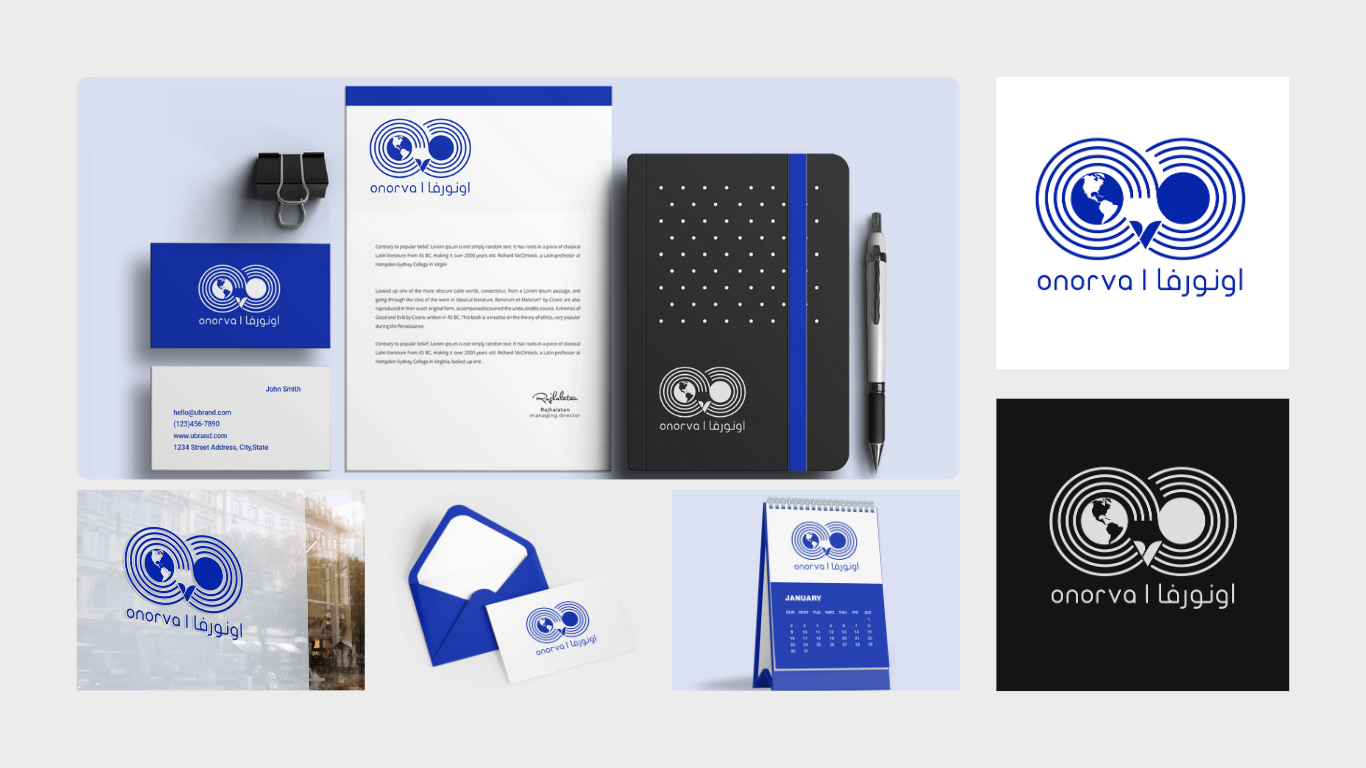 onorva | اونورفا
Contrary to popular belief, Lorem Ipsum is not simply random text. It has roots in a piece of classical
Latin literature from 45 BC, making it over 2000 years old. Richard McClintock, a Latin professor at
Hampden-Sydney College in Virgini
Looked up one of the more obscure Latin words, consectetur, from a Lorem Ipsum passage, and
going through the cites of the word in classical literature, Bonorum et Malorum" by Cicero are also
reproduced in their exact original form, accompaniedscovered the undoubtable source. Extremes of
Good and Evil) by Cicero, written in 45 BC. This book is a treatise on the theory of ethics, very popular
during the Renaissance.
Contrary to popular belief, Lorem Ipsum is not simply random text. It has roots in a piece of classical
Latin literature from 45 BC, making it over 2000 years old. Richard McClintock, a Latin professor at
Hampden-Sydney College in Virginia, looked up one..
Rajhalatan
Rajhalatan
managing director
onorva | اونورفا
John Smith
hello@ubrand.com
(123)456-7890
www.ubrand.com
1234 Street Address, City,State
onorva | اونورفا
onorva | اونورفا
onorva | اونورفا
onorva | اونورفا
onorva | اونورفا
JANUARY
SUN MON TUE WED THU FRI SAT
1
2 3 4 5 6 7 8
9 10 11 12 13 14 15
16 17 18 19 20 21 22
23 24 25 26 27 28 29
30 31
onorva | اونورفا